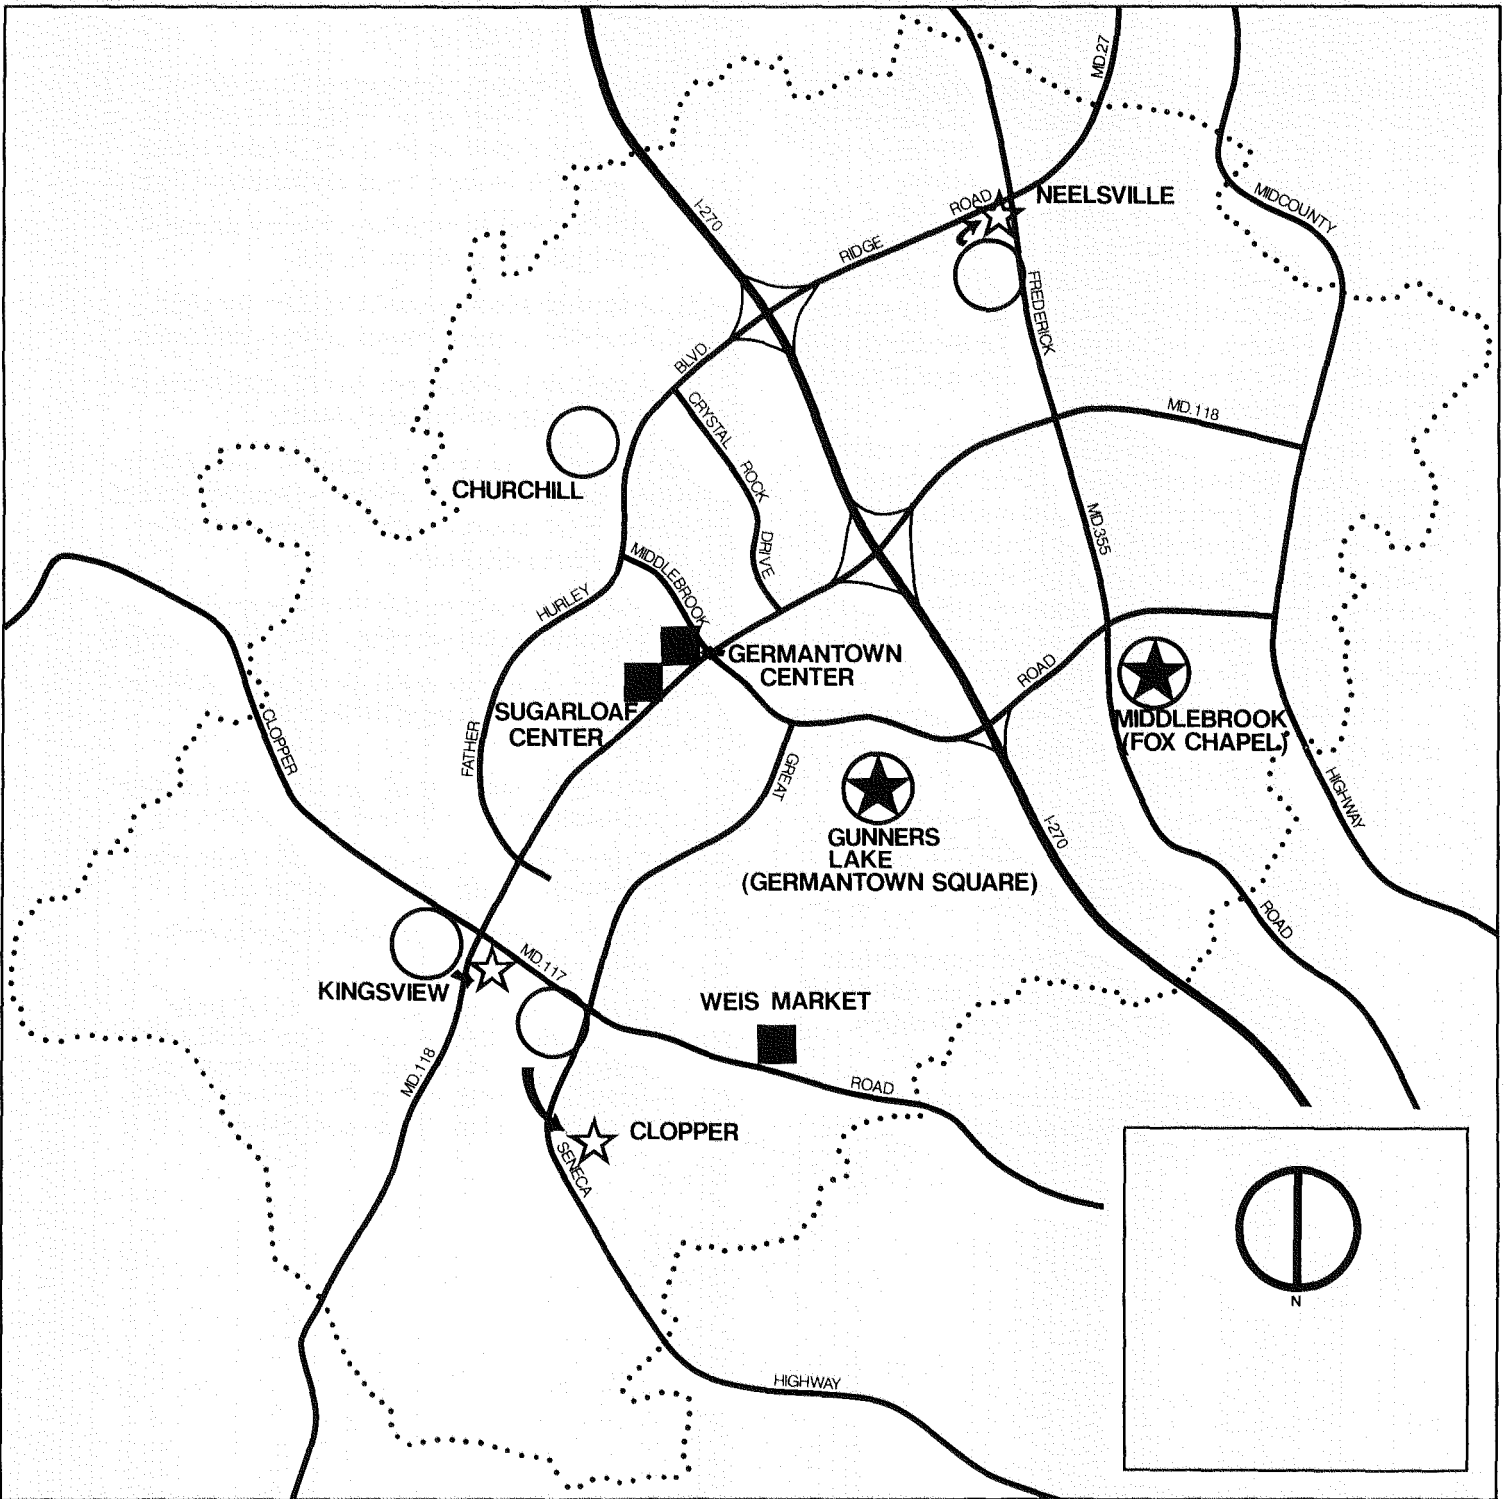 MD.27
I-270
ROAD
NEELSVILLE
MIDCOUNTY
RIDGE
FREDERICK
BLVD.
CRYSTAL
MD.118
ROCK
CHURCHILL
MD.355
DRIVE
MIDDLEBROOK
HURLEY
GERMANTOWN
CENTER
ROAD
SUGARLOAF
CENTER
MIDDLEBROOK
(FOX CHAPEL)
CLOPPER
FATHER
GREAT
HIGHWAY
I-270
GUNNERS
LAKE
(GERMANTOWN SQUARE)
ROAD
MD.117
KINGSVIEW
WEIS MARKET
MD.118
ROAD
CLOPPER
SENECA
N
HIGHWAY